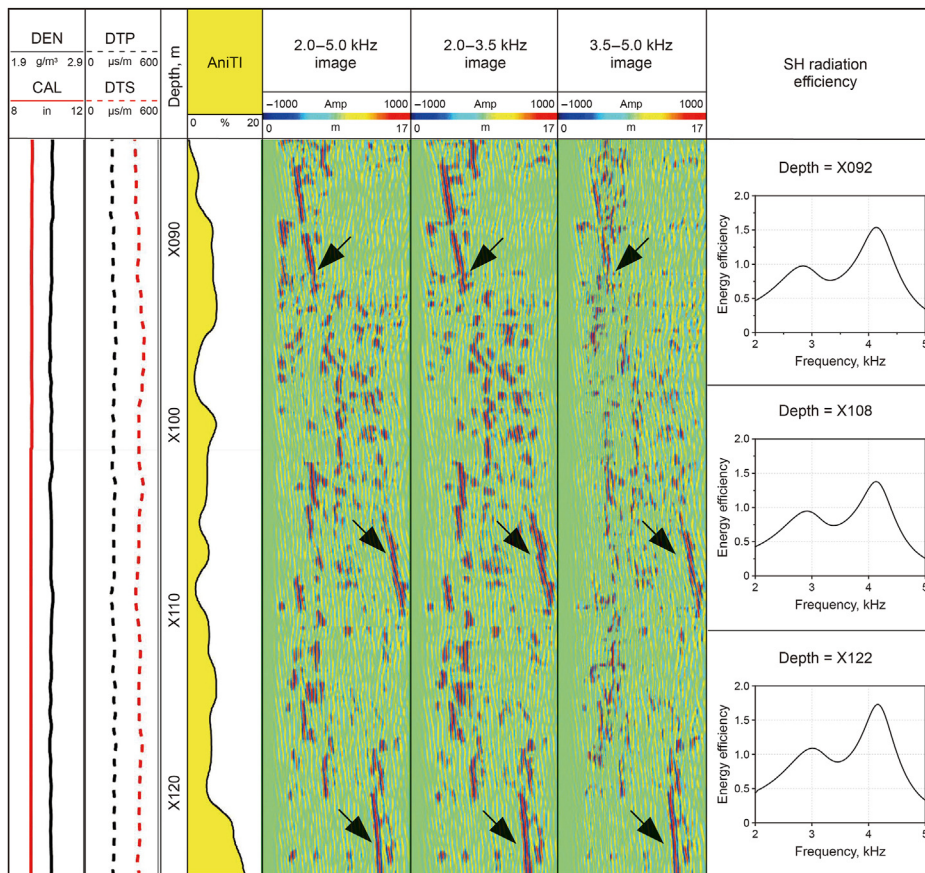 DEN
1.9 g/m³ 2.9
CAL
8 in 12
DTP
0 μs/m 600
DTS
0 μs/m 600
Depth, m
AniTI
0 % 20
2.0–5.0 kHz
image
−1000 Amp 1000
0 m 17
2.0–3.5 kHz
image
−1000 Amp 1000
0 m 17
3.5–5.0 kHz
image
−1000 Amp 1000
0 m 17
SH radiation
efficiency
X090
X100
X110
X120
Depth = X092
Energy efficiency
2.0
1.5
1.0
0.5
0
2 3 4 5
Frequency, kHz
Depth = X108
Energy efficiency
2.0
1.5
1.0
0.5
0
2 3 4 5
Frequency, kHz
Depth = X122
Energy efficiency
2.0
1.5
1.0
0.5
0
2 3 4 5
Frequency, kHz